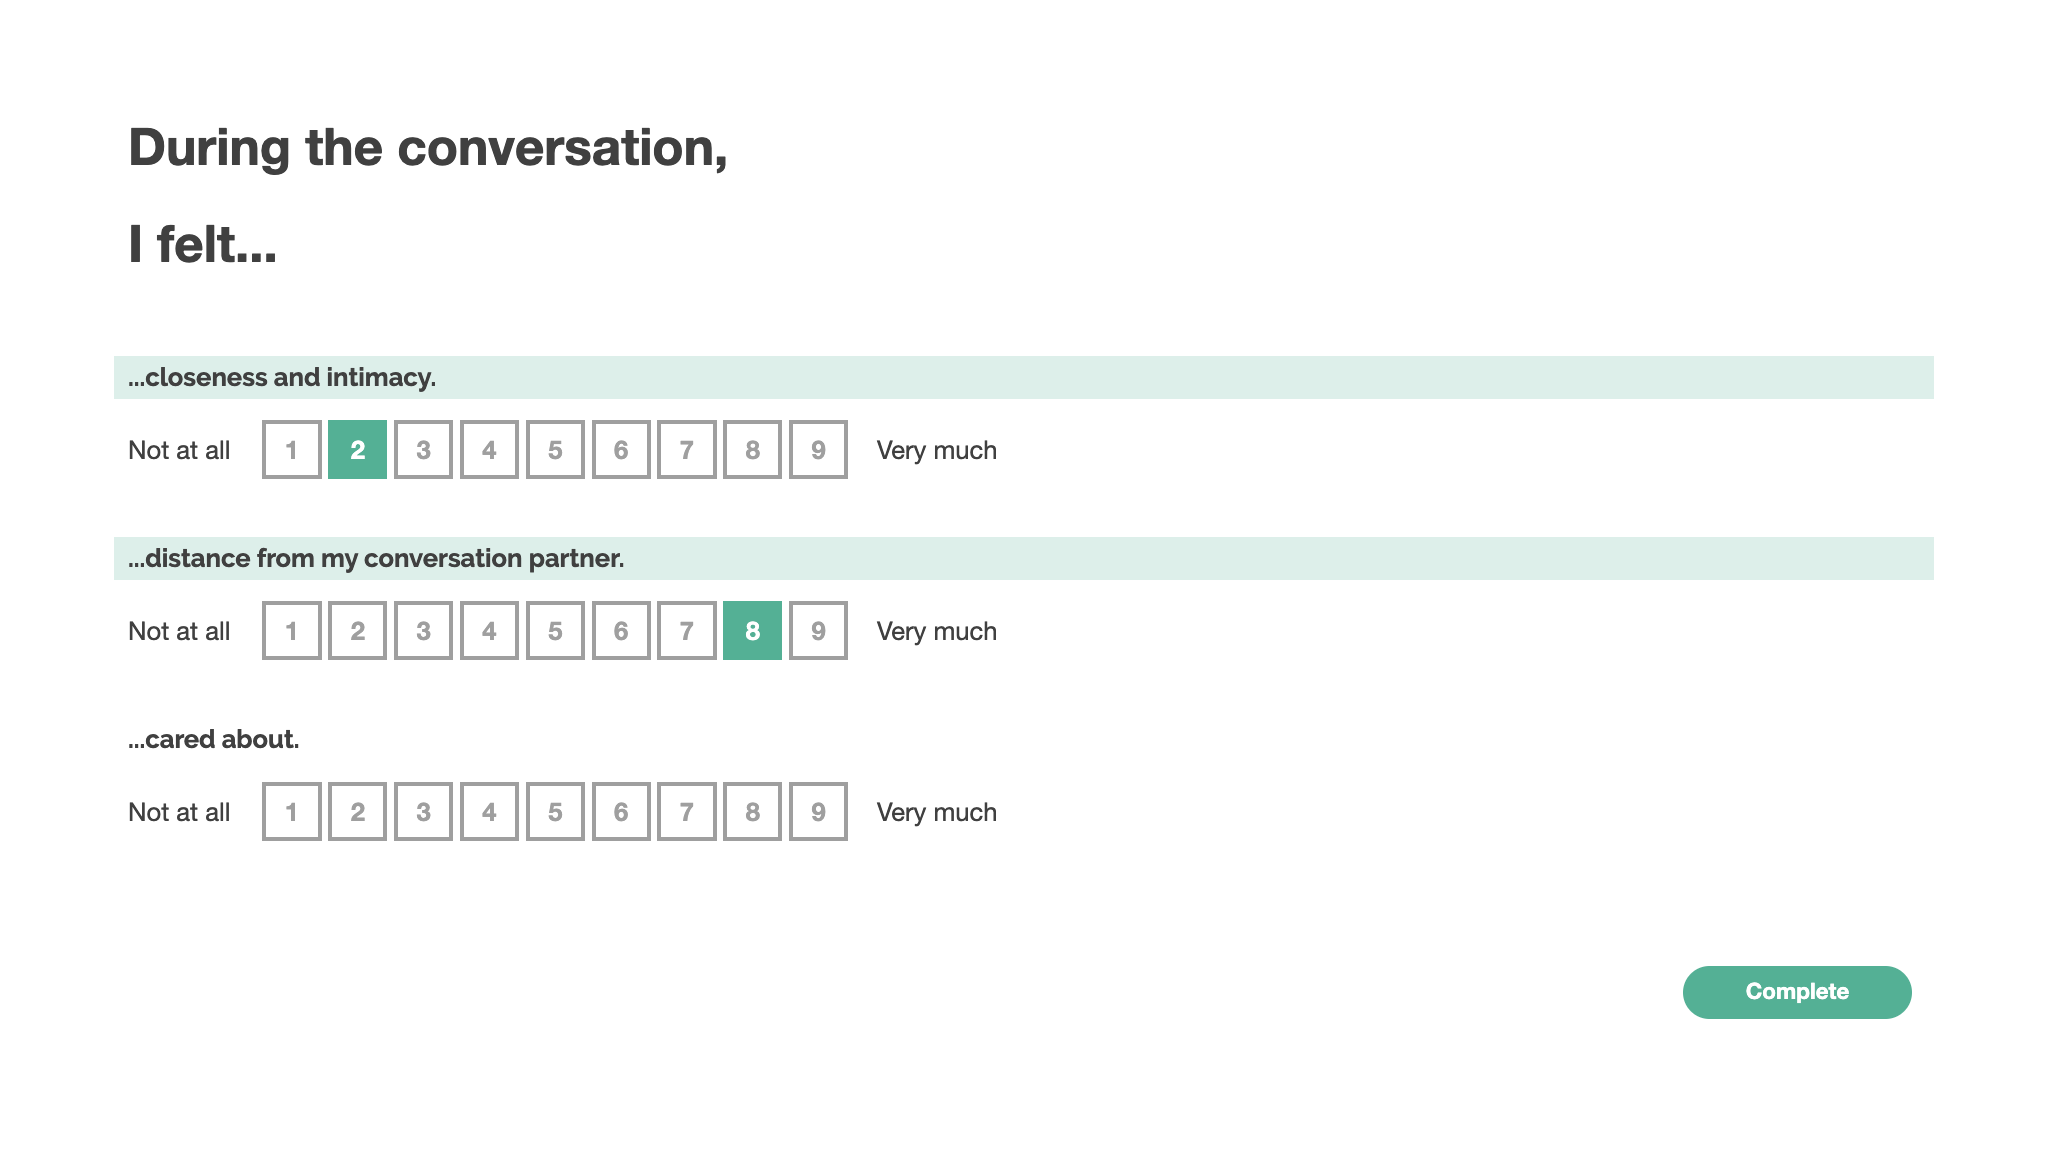 During the conversation,
I felt...
...closeness and intimacy.
Not at all 1 2 3 4 5 6 7 8 9 Very much
...distance from my conversation partner.
Not at all 1 2 3 4 5 6 7 8 9 Very much
...cared about.
Not at all 1 2 3 4 5 6 7 8 9 Very much
Complete